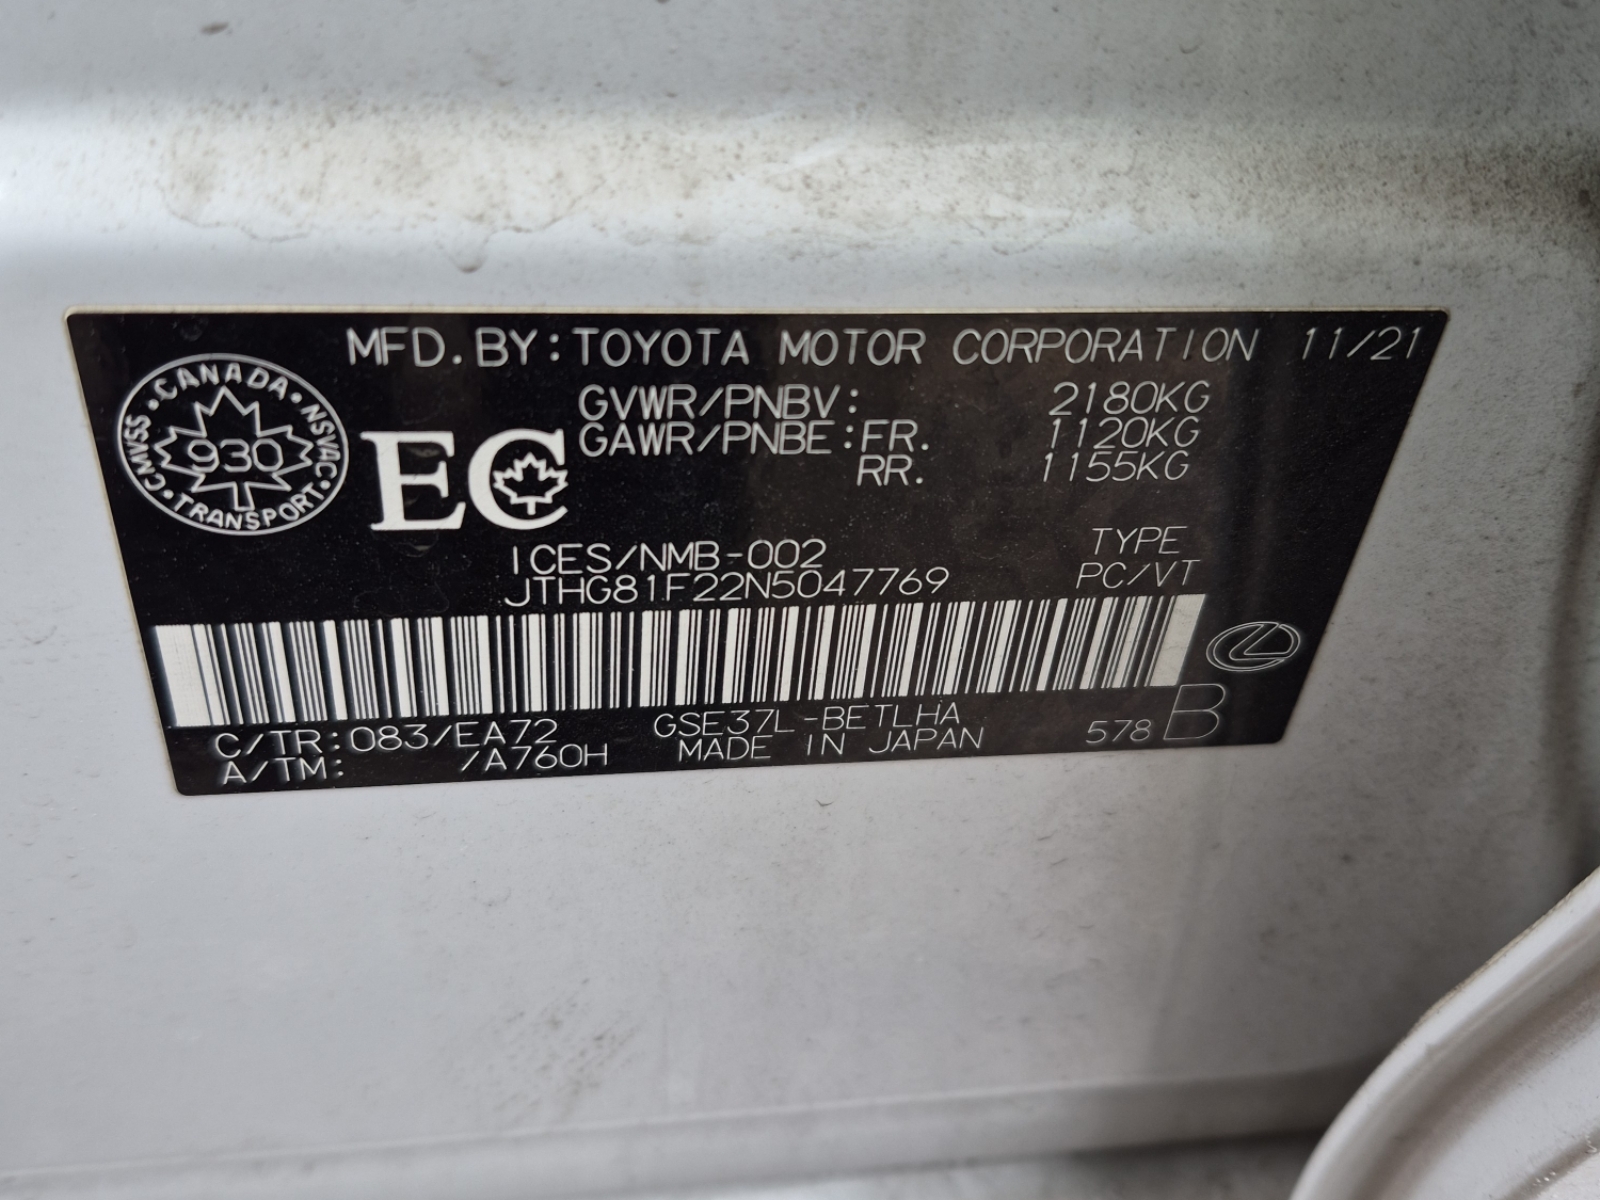 MFD. BY: TOYOTA MOTOR CORPORATION 11/21
CANADA
CMVSS
NSVAC
930
TRANSPORT
EC
GVWR/PNBV: 2180KG
GAWR/PNBE: FR. 1120KG
RR. 1155KG
ICES/NMB-002
JTHG81F22N5047769
TYPE
PC/VT
C/TR: 083/EA72
A/TM: /A760H
GSE37L-BETLHA
MADE IN JAPAN
578 B